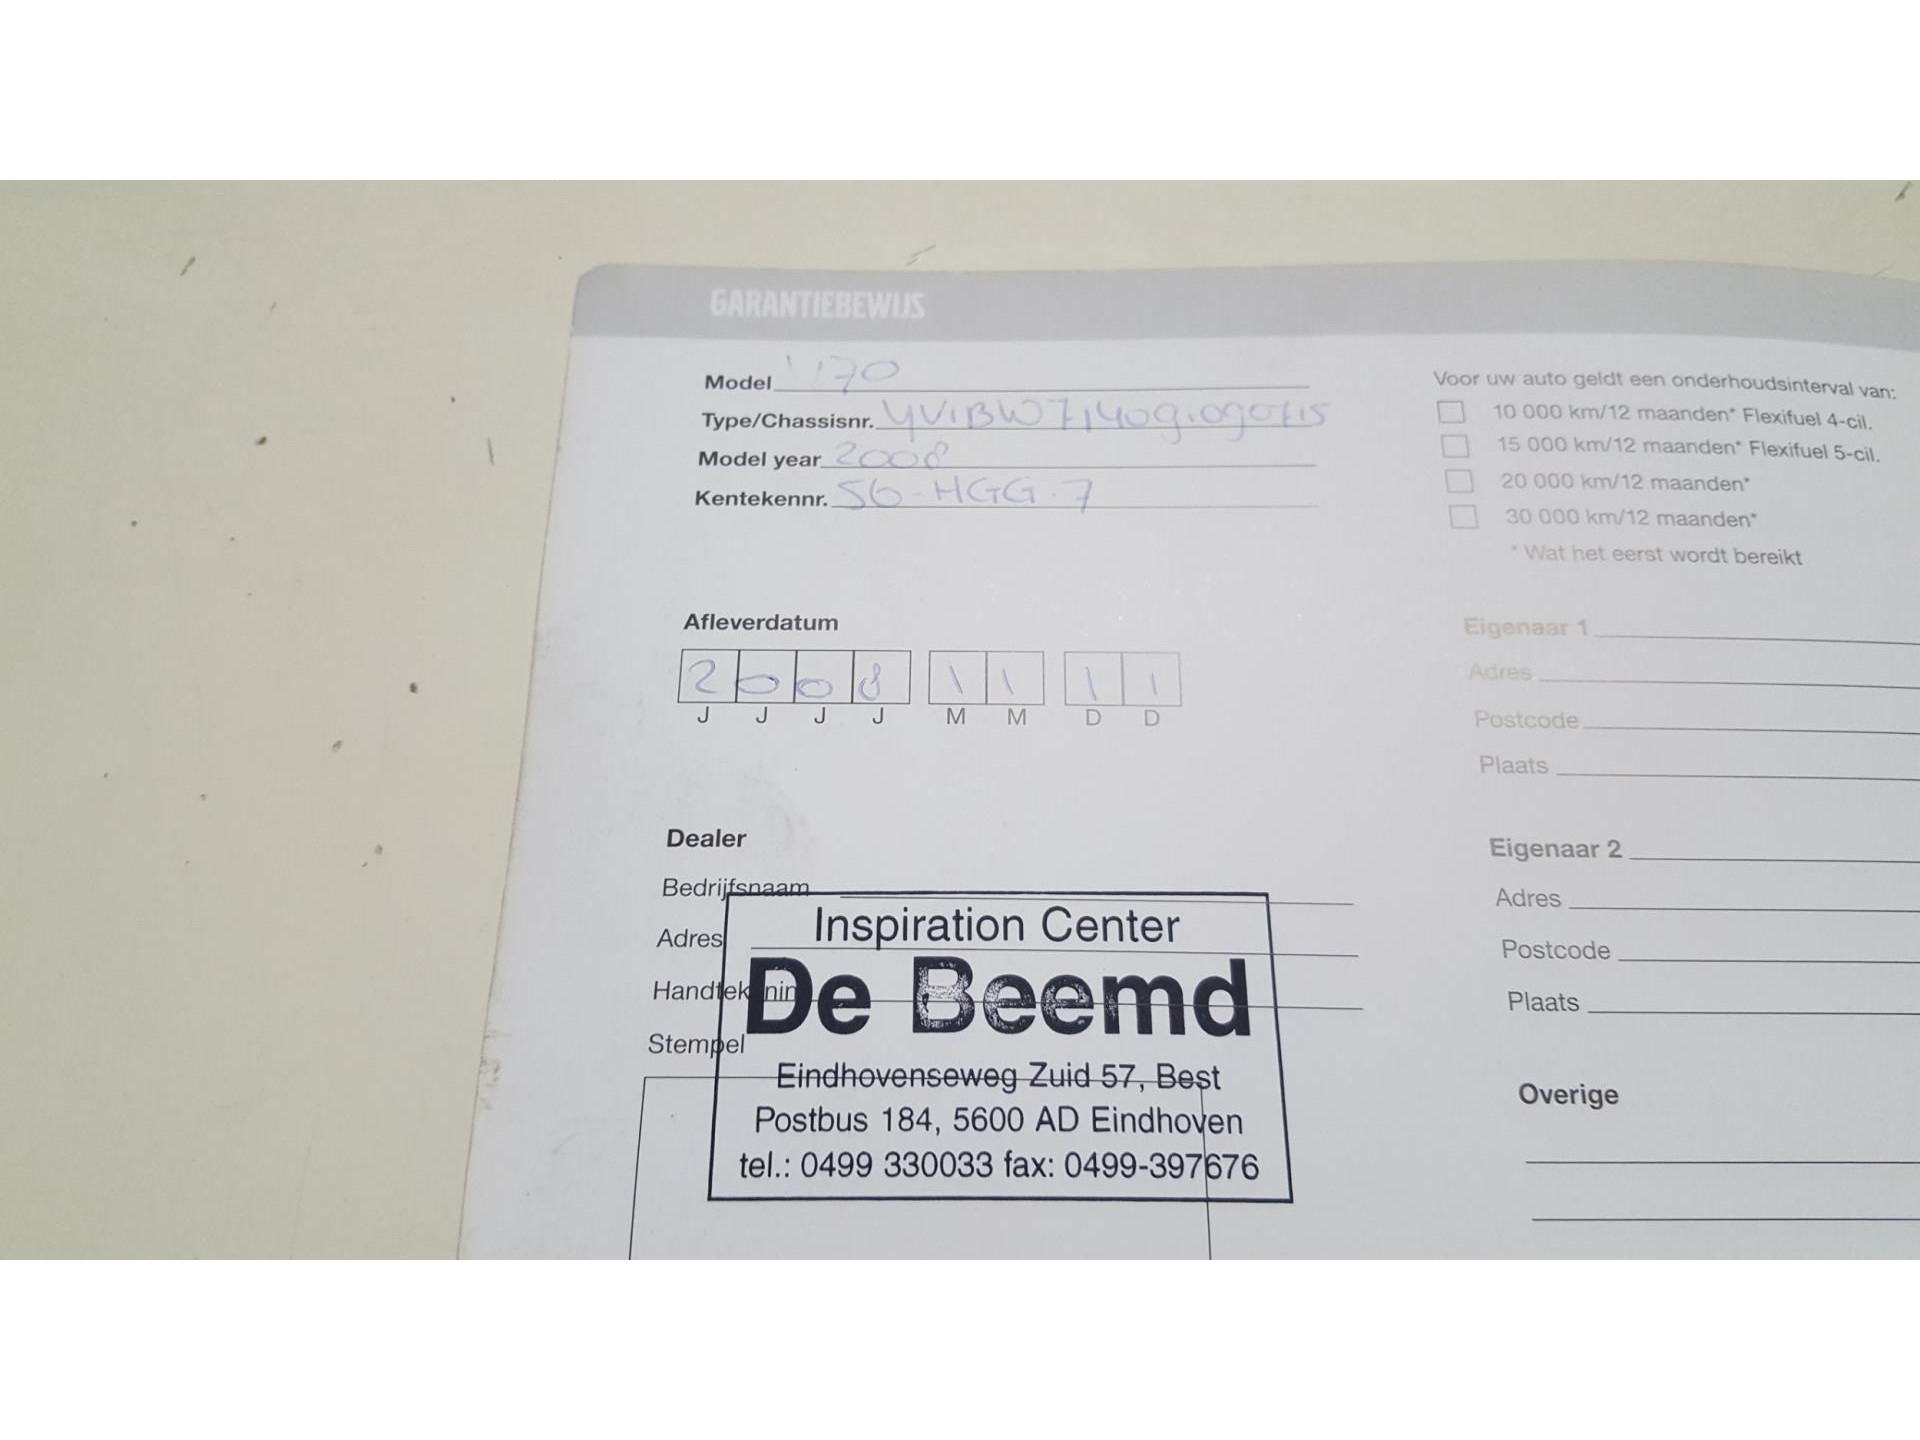 GARANTIEBEWIJS
Model V70
Type/Chassisnr.
Model year 2008
Kentekennr. 56-HGG-7
Afleverdatum
2 0 0 8 1 1 1 1
J J J J M M D D
Dealer
Bedrijfsnaam
Adres
Handtekening
Stempel
Inspiration Center
De Beemd
Eindhovenseweg Zuid 57, Best
Postbus 184, 5600 AD Eindhoven
tel.: 0499 330033 fax: 0499-397676
Voor uw auto geldt een onderhoudsinterval van:
10 000 km/12 maanden* Flexifuel 4-cil.
15 000 km/12 maanden* Flexifuel 5-cil.
20 000 km/12 maanden*
30 000 km/12 maanden*
* Wat het eerst wordt bereikt
Eigenaar 1
Adres
Postcode
Plaats
Eigenaar 2
Adres
Postcode
Plaats
Overige